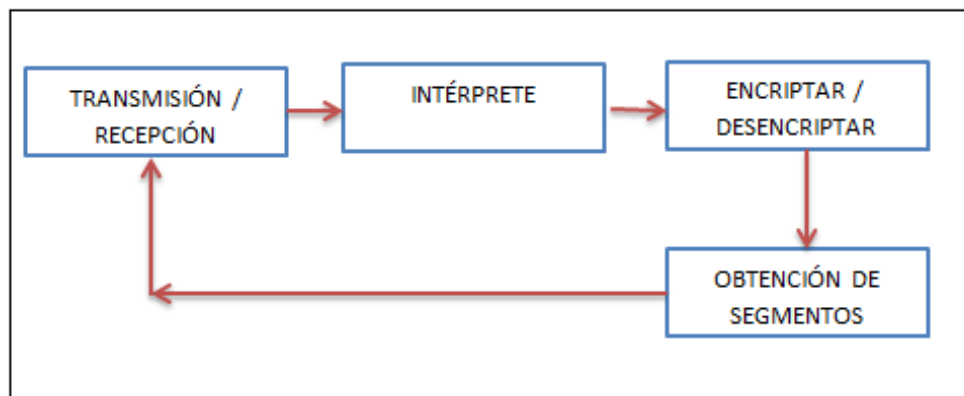 TRANSMISIÓN /
RECEPCIÓN
INTÉRPRETE
ENCRIPTAR /
DESENCRIPTAR
OBTENCIÓN DE
SEGMENTOS